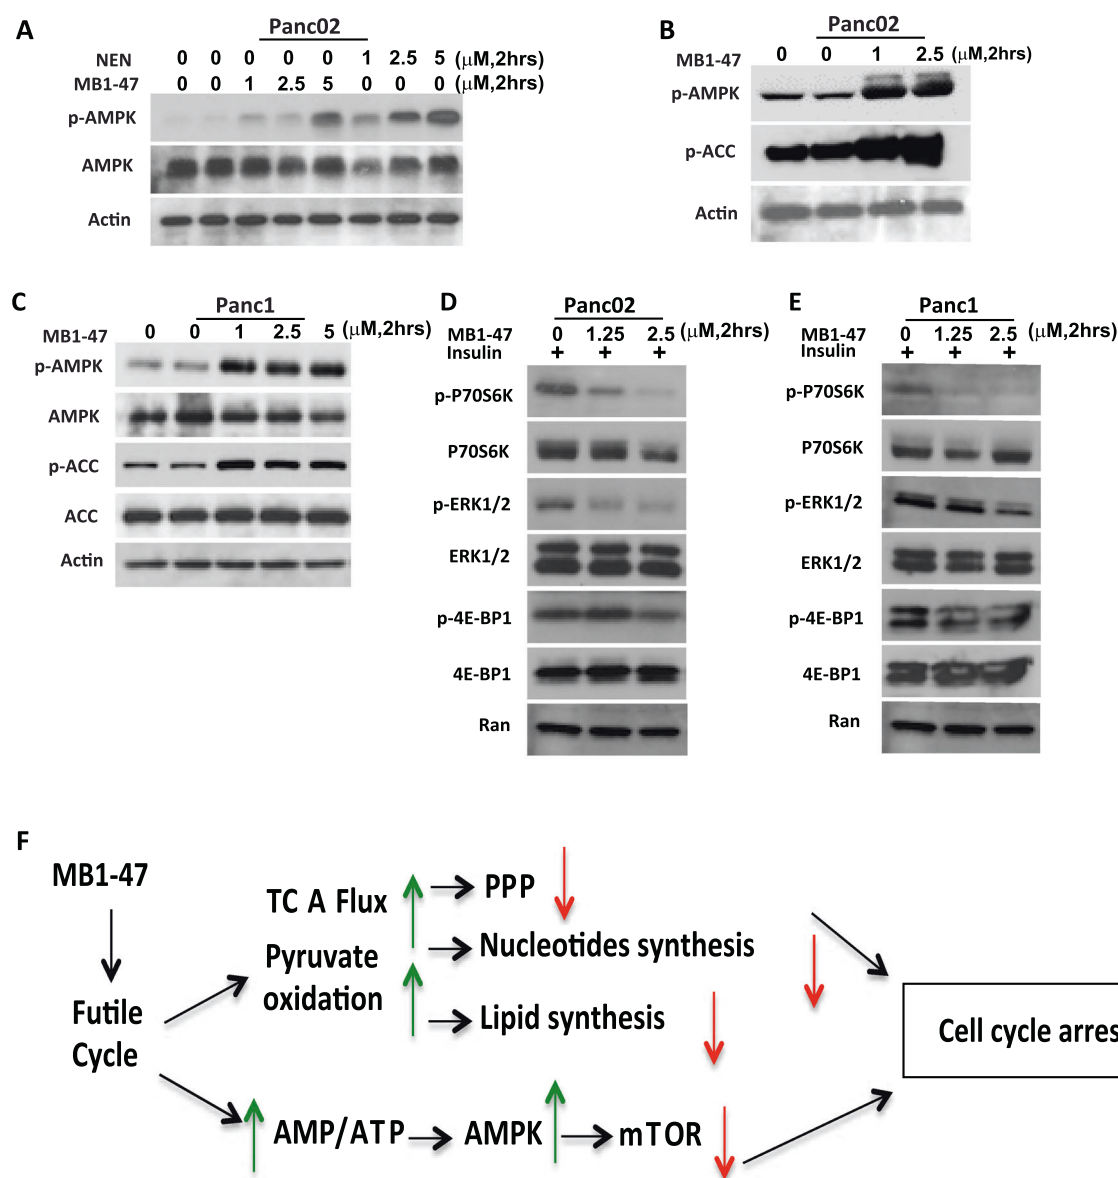 A
Panc02
NEN 0 0 0 0 0 1 2.5 5 (μM,2hrs)
MB1-47 0 0 1 2.5 5 0 0 0 (μM,2hrs)
p-AMPK
AMPK
Actin
B
Panc02
MB1-47 0 0 1 2.5 (μM,2hrs)
p-AMPK
p-ACC
Actin
C
Panc1
MB1-47 0 0 1 2.5 5 (μM,2hrs)
p-AMPK
AMPK
p-ACC
ACC
Actin
D
Panc02
MB1-47 0 1.25 2.5 (μM,2hrs)
Insulin + + +
p-P70S6K
P70S6K
p-ERK1/2
ERK1/2
p-4E-BP1
4E-BP1
Ran
E
Panc1
MB1-47 0 1.25 2.5 (μM,2hrs)
Insulin + + +
p-P70S6K
P70S6K
p-ERK1/2
ERK1/2
p-4E-BP1
4E-BP1
Ran
F
MB1-47
Futile
Cycle
TC A Flux
Pyruvate
oxidation
PPP
Nucleotides synthesis
Lipid synthesis
AMP/ATP
AMPK
mTOR
Cell cycle arres